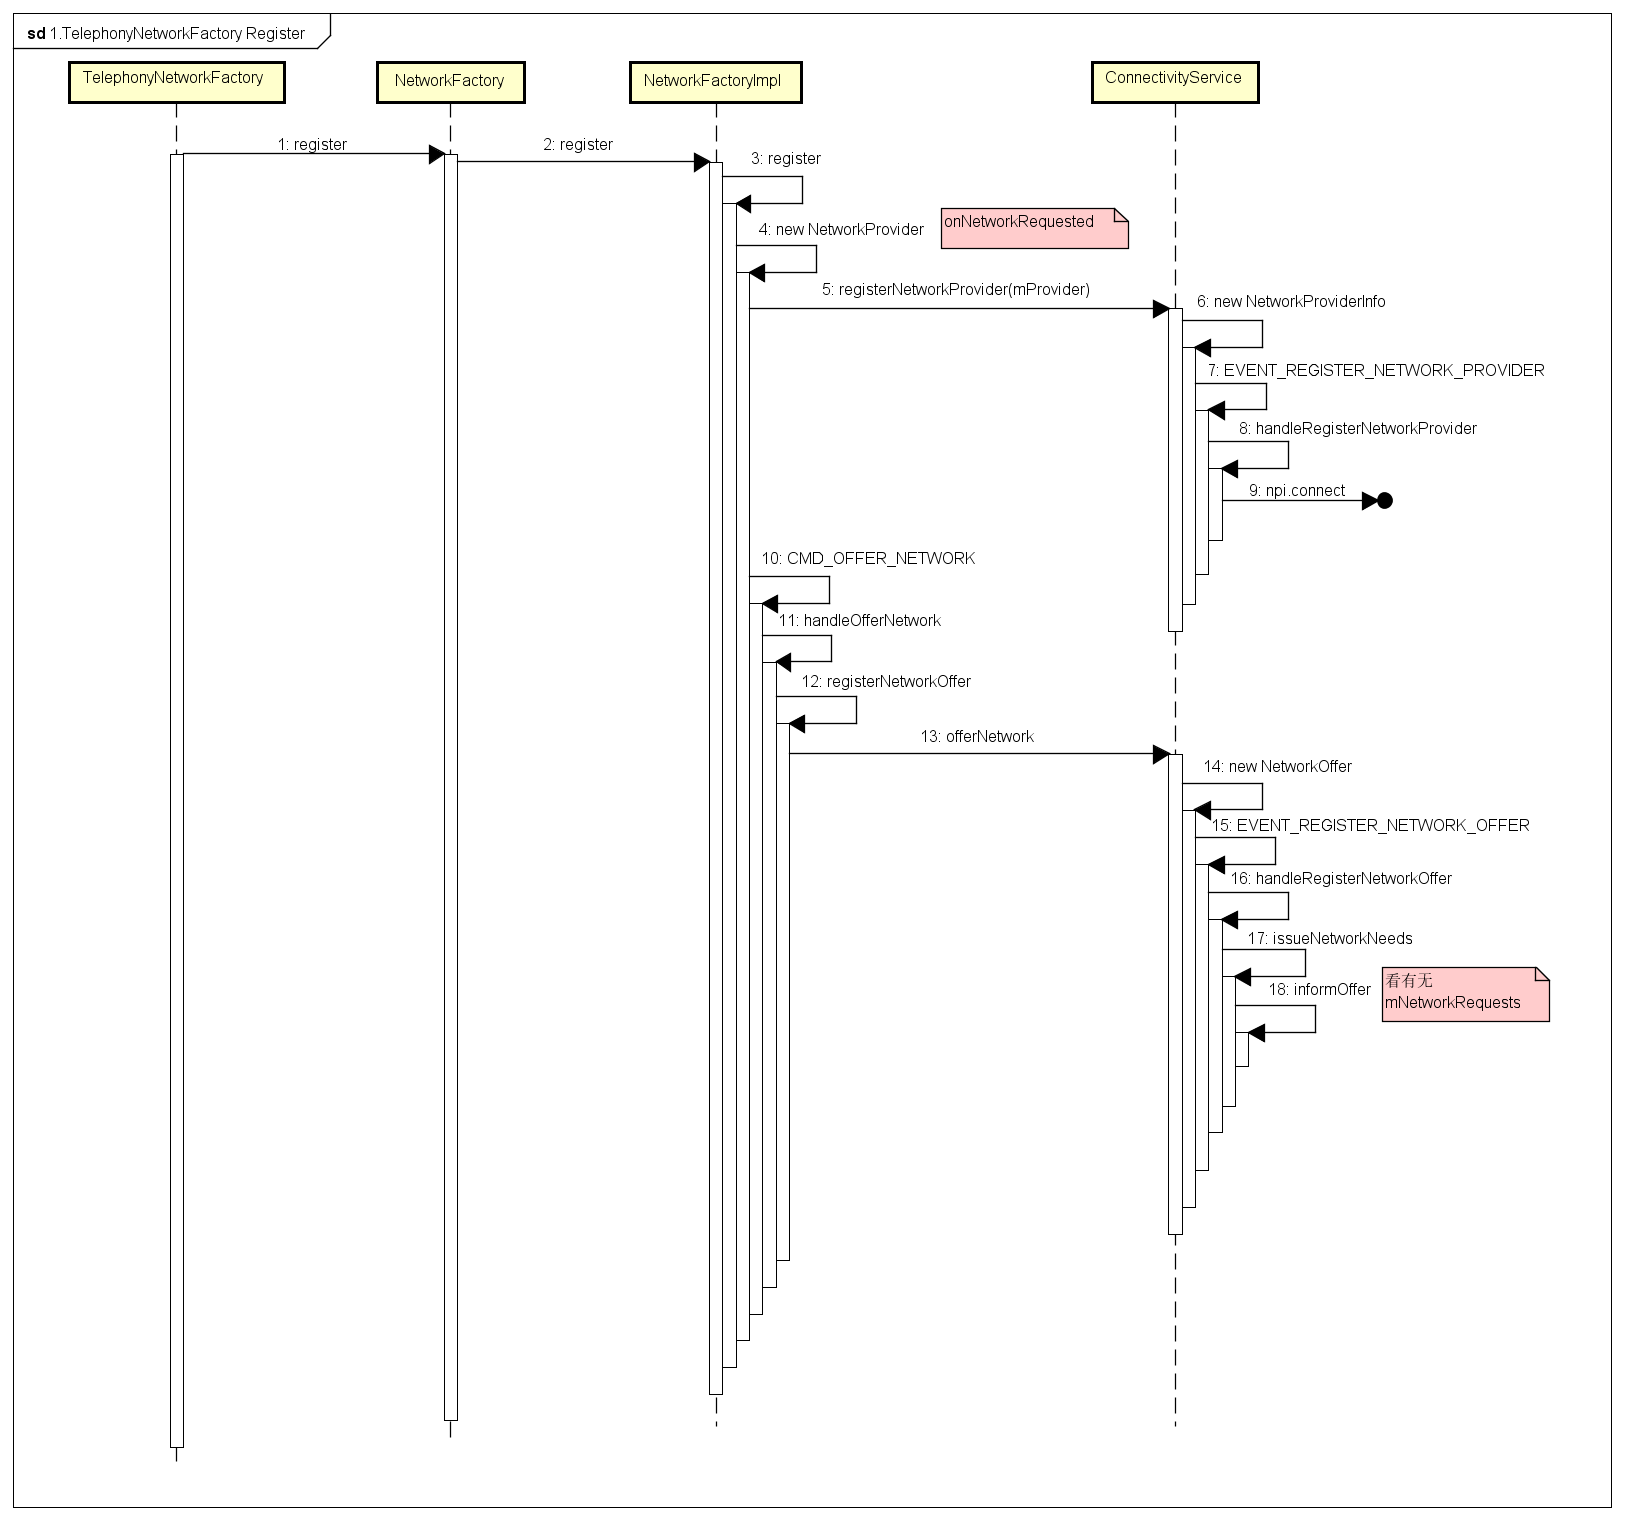 sd 1.TelephonyNetworkFactory Register
TelephonyNetworkFactory
NetworkFactory
NetworkFactoryImpl
ConnectivityService
1: register
2: register
3: register
onNetworkRequested
4: new NetworkProvider
5: registerNetworkProvider(mProvider)
6: new NetworkProviderInfo
7: EVENT_REGISTER_NETWORK_PROVIDER
8: handleRegisterNetworkProvider
9: npi.connect
10: CMD_OFFER_NETWORK
11: handleOfferNetwork
12: registerNetworkOffer
13: offerNetwork
14: new NetworkOffer
15: EVENT_REGISTER_NETWORK_OFFER
16: handleRegisterNetworkOffer
17: issueNetworkNeeds
18: informOffer
看有无
mNetworkRequests